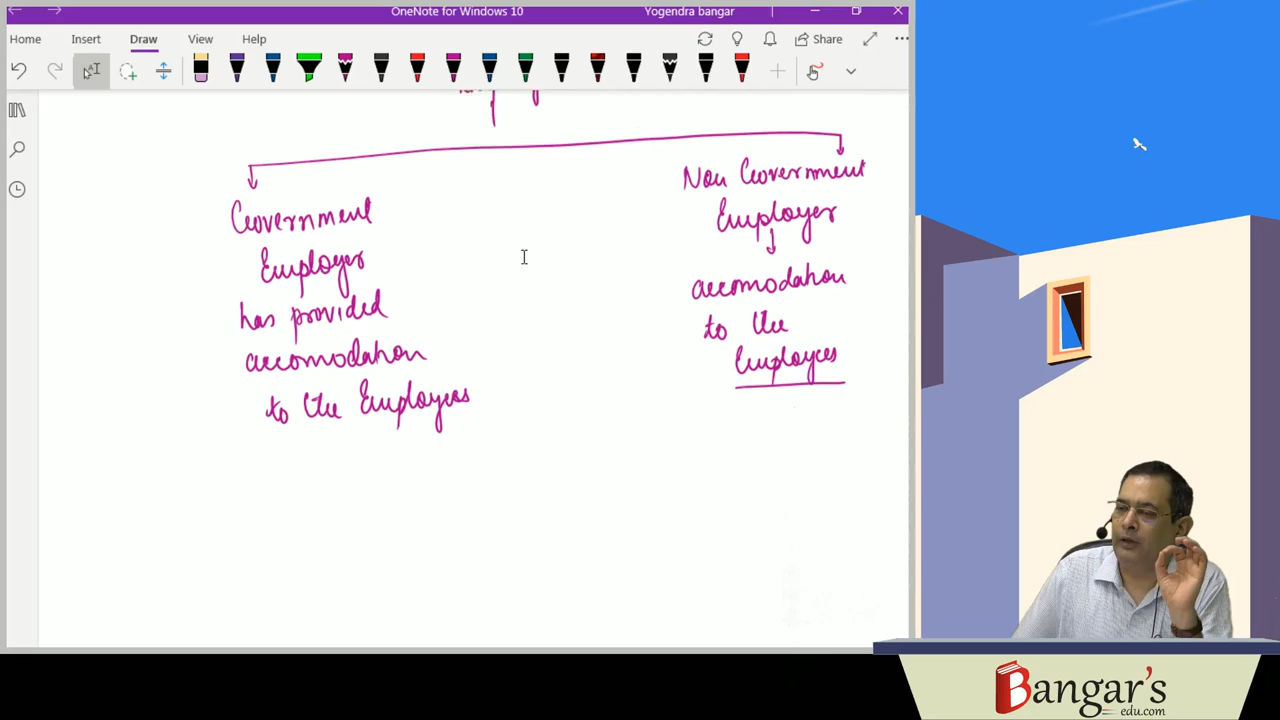 OneNote for Windows 10
Yogendra bangar
Home
Insert
Draw
View
Help
Share
Government
Employer
has provided
accomodation
to the Employees
Non Government
Employer
accomodation
to the
Employees
Bangar's
edu.com